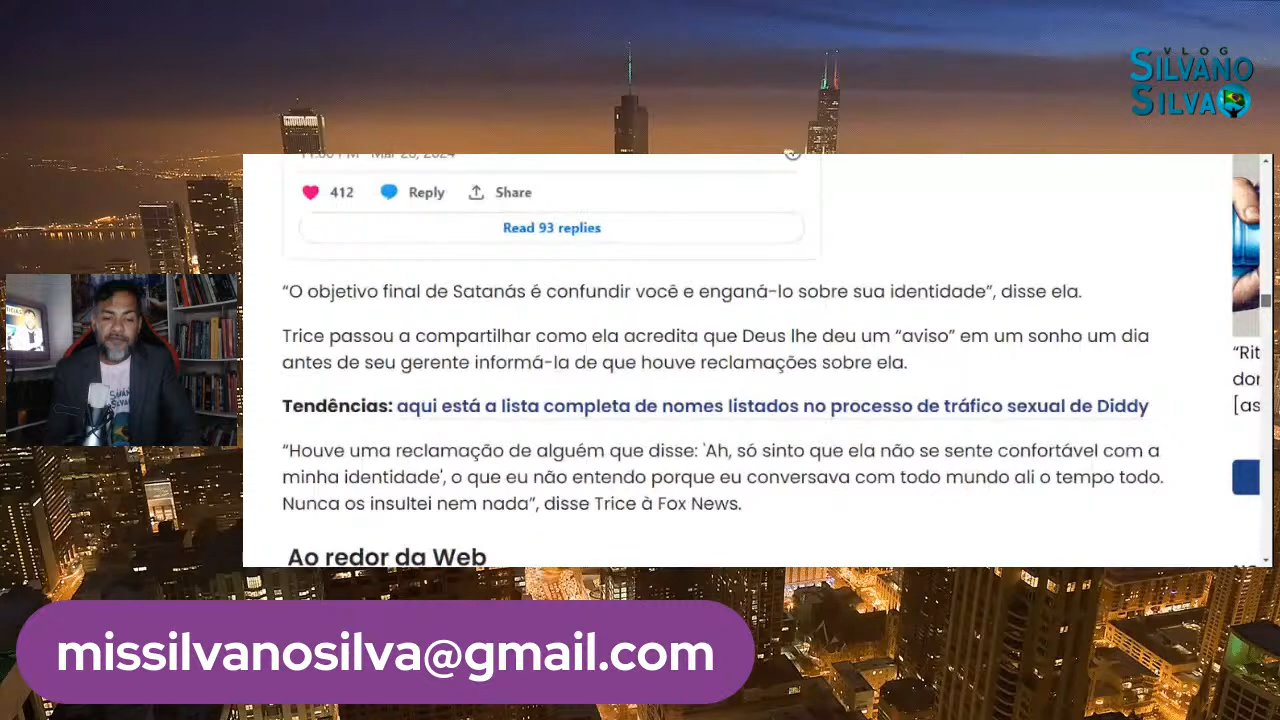 VLOG
SILVANO
SILVA
412 Reply Share
Read 93 replies
“O objetivo final de Satanás é confundir você e enganá-lo sobre sua identidade”, disse ela.
Trice passou a compartilhar como ela acredita que Deus lhe deu um “aviso” em um sonho um dia
antes de seu gerente informá-la de que houve reclamações sobre ela.
Tendências: aqui está a lista completa de nomes listados no processo de tráfico sexual de Diddy
“Houve uma reclamação de alguém que disse: 'Ah, só sinto que ela não se sente confortável com a
minha identidade', o que eu não entendo porque eu conversava com todo mundo ali o tempo todo.
Nunca os insultei nem nada”, disse Trice à Fox News.
Ao redor da Web
“Rit
dor
[as
missilvanosilva@gmail.com